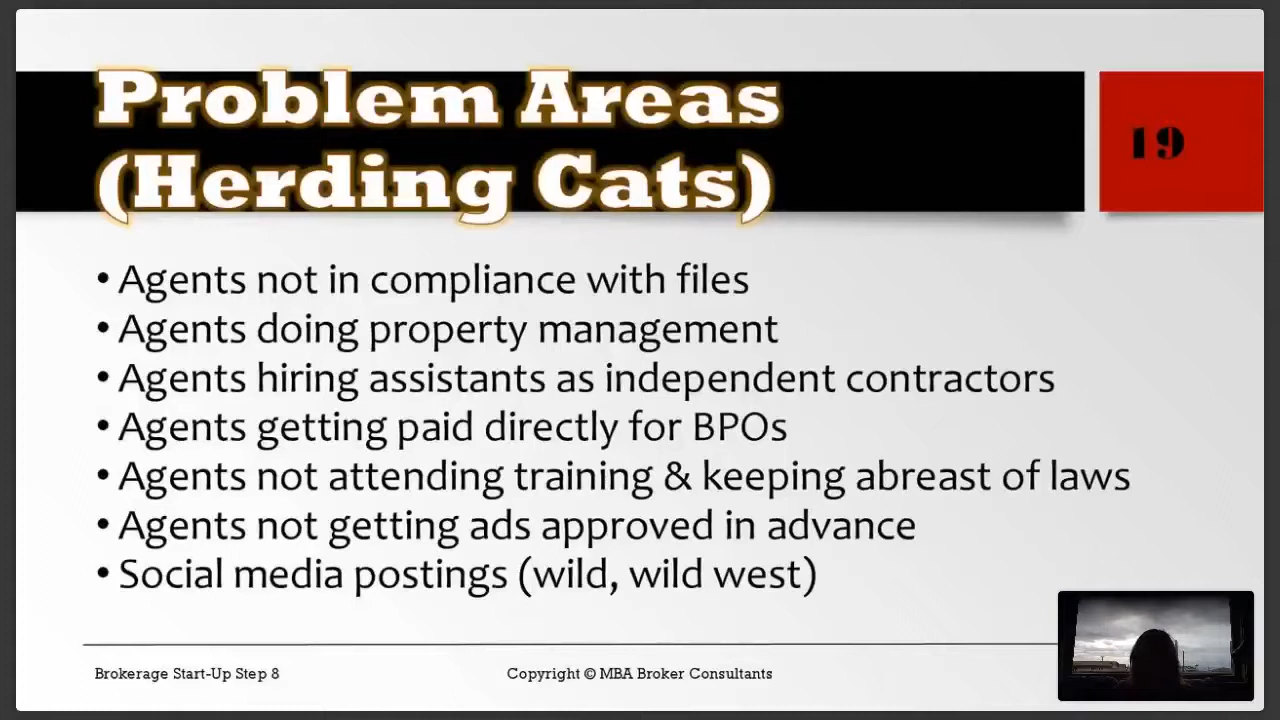 Problem Areas
(Herding Cats)
19
• Agents not in compliance with files
• Agents doing property management
• Agents hiring assistants as independent contractors
• Agents getting paid directly for BPOs
• Agents not attending training & keeping abreast of laws
• Agents not getting ads approved in advance
• Social media postings (wild, wild west)
Brokerage Start-Up Step 8
Copyright © MBA Broker Consultants